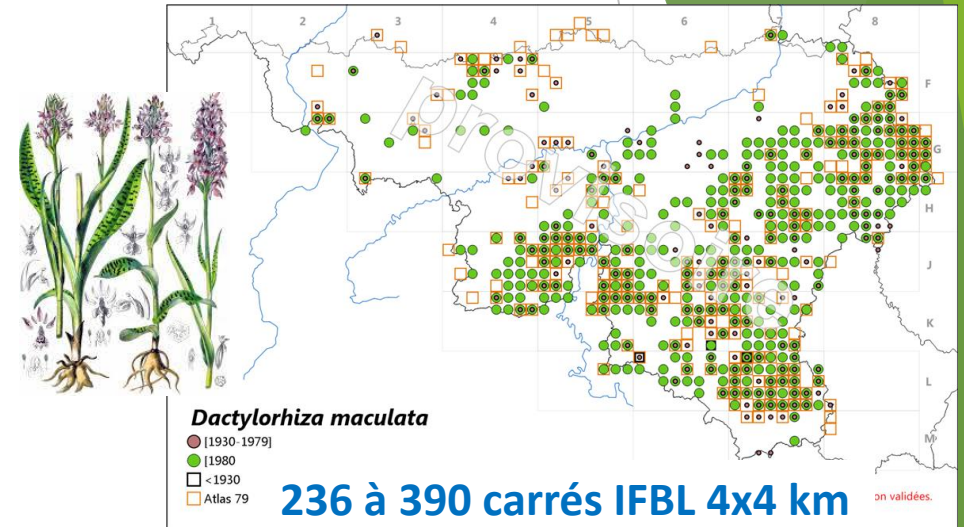 1 2 3 4 5 6 7 8
F
G
H
J
K
L
M
provisoire
Dactylorhiza maculata
[1930-1979]
[1980
<1930
Atlas 79
on validées.
236 à 390 carrés IFBL 4x4 km